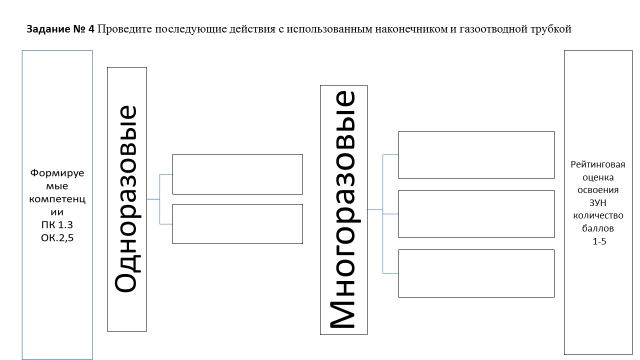 Задание № 4 Проведите последующие действия с использованным наконечником и газоотводной трубкой
Формируе
мые
компетенц
ии
ПК 1.3
ОК.2,5
Одноразовые
Многоразовые
Рейтинговая
оценка
освоения
ЗУН
количество
баллов
1-5